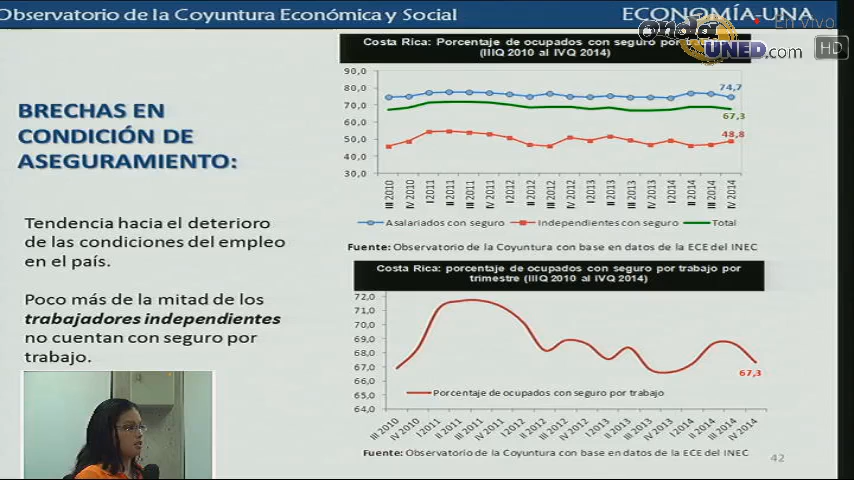 Observatorio de la Coyuntura Económica y Social
ECONOMÍA-UNA
En vivo
Onda
UNED.com
HD
BRECHAS EN
CONDICIÓN DE
ASEGURAMIENTO:
Tendencia hacia el deterioro
de las condiciones del empleo
en el país.
Poco más de la mitad de los
trabajadores independientes
no cuentan con seguro por
trabajo.
Costa Rica: Porcentaje de ocupados con seguro por
(IIIQ 2010 al IVQ 2014)
90,0
80,0
70,0
60,0
50,0
40,0
30,0
74,7
67,3
48,8
III 2010
IV 2010
I 2011
II 2011
III 2011
IV 2011
I 2012
II 2012
III 2012
IV 2012
I 2013
II 2013
III 2013
IV 2013
I 2014
II 2014
III 2014
IV 2014
Asalariados con seguro
Independientes con seguro
Total
Fuente: Observatorio de la Coyuntura con base en datos de la ECE del INEC
Costa Rica: porcentaje de ocupados con seguro por trabajo por
trimestre (IIIQ 2010 al IVQ 2014)
72,0
71,0
70,0
69,0
68,0
67,0
66,0
65,0
64,0
67,3
Porcentaje de ocupados con seguro por trabajo
III 2010
IV 2010
I 2011
II 2011
III 2011
IV 2011
I 2012
II 2012
III 2012
IV 2012
I 2013
II 2013
III 2013
IV 2013
I 2014
II 2014
III 2014
IV 2014
Fuente: Observatorio de la Coyuntura con base en datos de la ECE del INEC
42